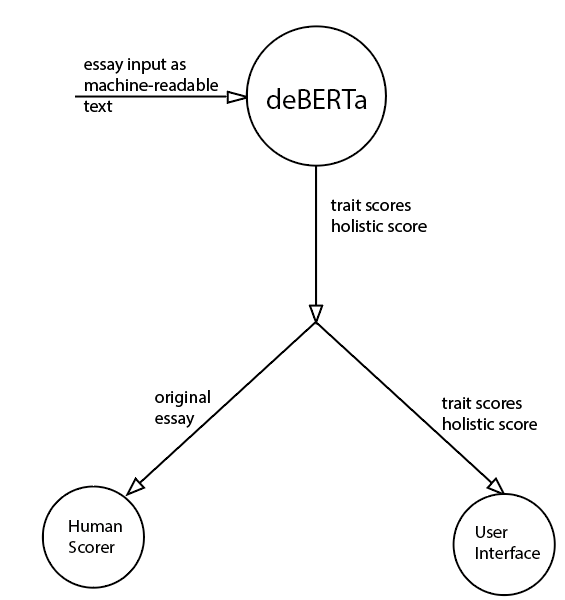 essay input as
machine-readable
text
deBERTa
trait scores
holistic score
original
essay
trait scores
holistic score
Human
Scorer
User
Interface